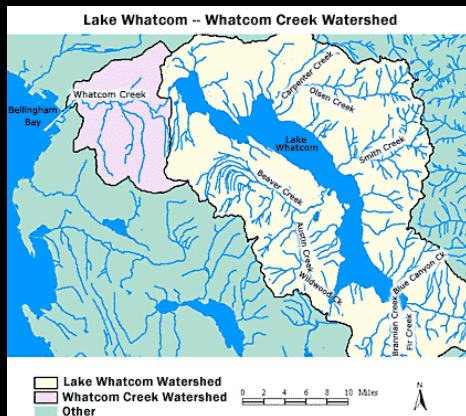 Lake Whatcom -- Whatcom Creek Watershed
Whatcom Creek
Bellingham
Bay
Carpenter Creek
Olsen Creek
Lake
Whatcom
Smith Creek
Beaver Creek
Austin Creek
Wildwood Ck
Blue Canyon Ck
Brannian Creek
Fir Creek
Lake Whatcom Watershed
Whatcom Creek Watershed
Other
0 2 4 6 8 10 Miles
N